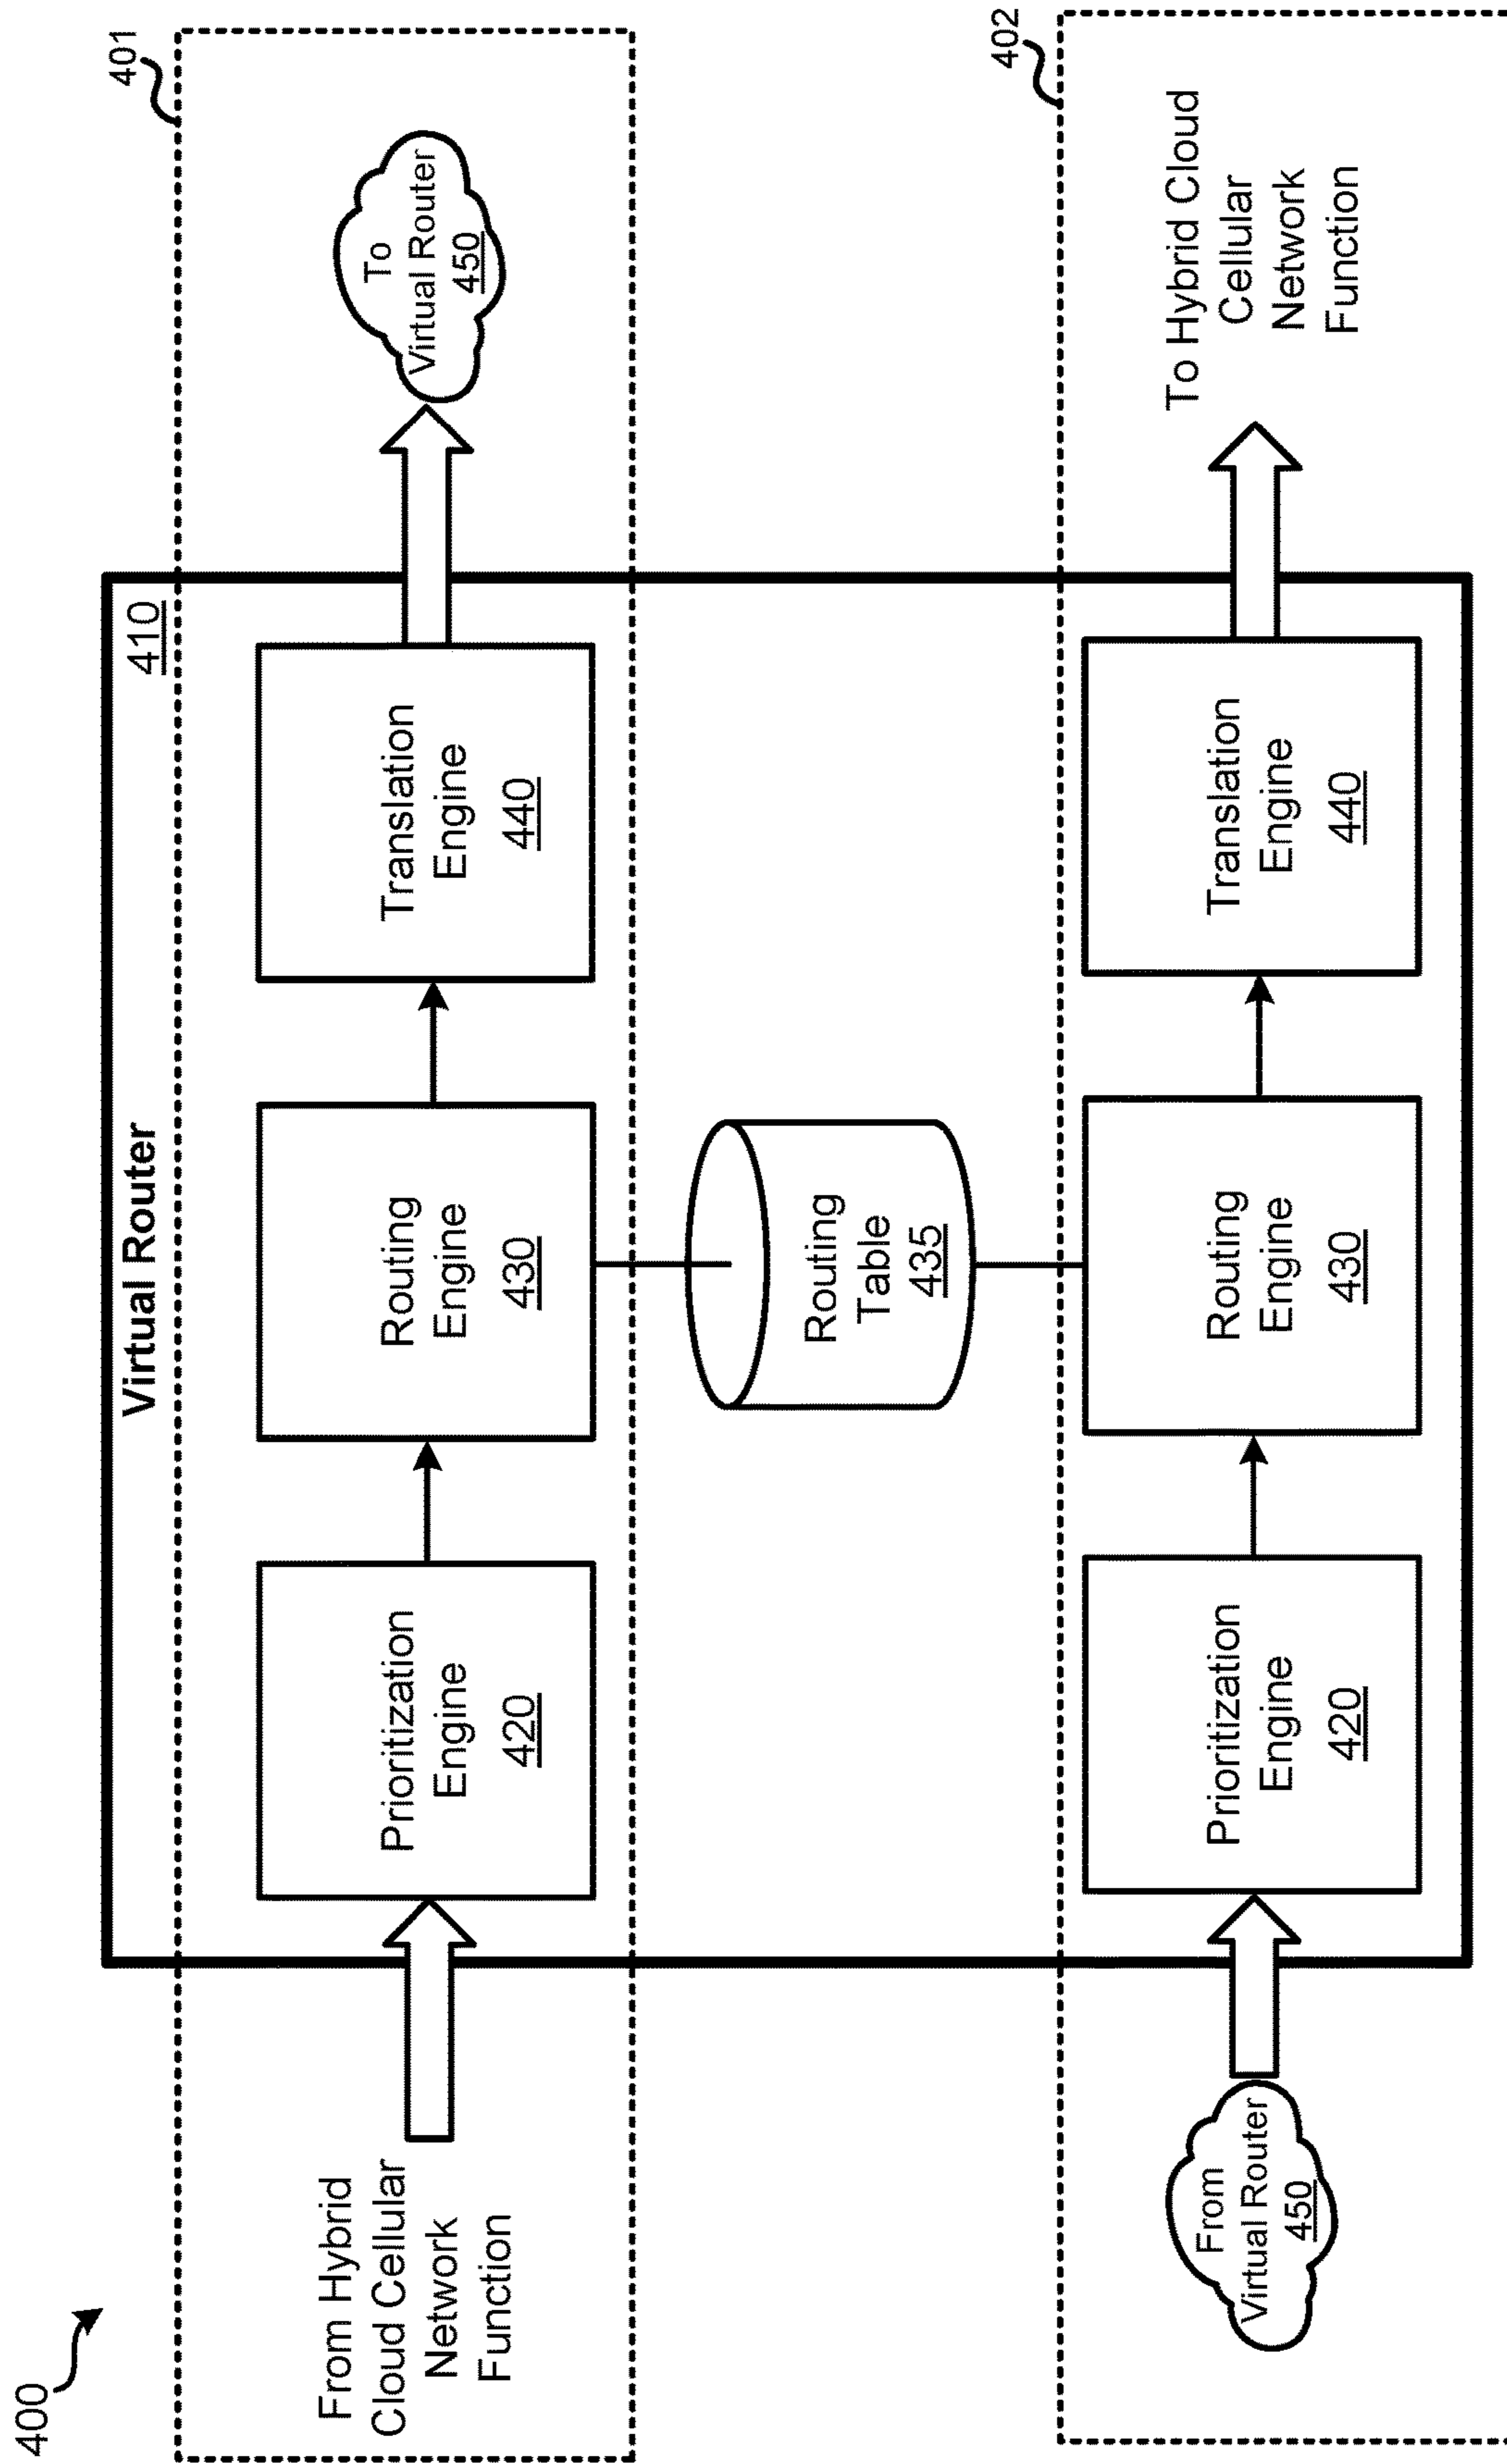 400
Virtual Router
410
401
From Hybrid
Cloud Cellular
Network
Function
Prioritization
Engine
420
Routing
Engine
430
Translation
Engine
440
To
Virtual Router
450
Routing
Table
435
402
From
Virtual Router
450
Prioritization
Engine
420
Routing
Engine
430
Translation
Engine
440
To Hybrid Cloud
Cellular
Network
Function